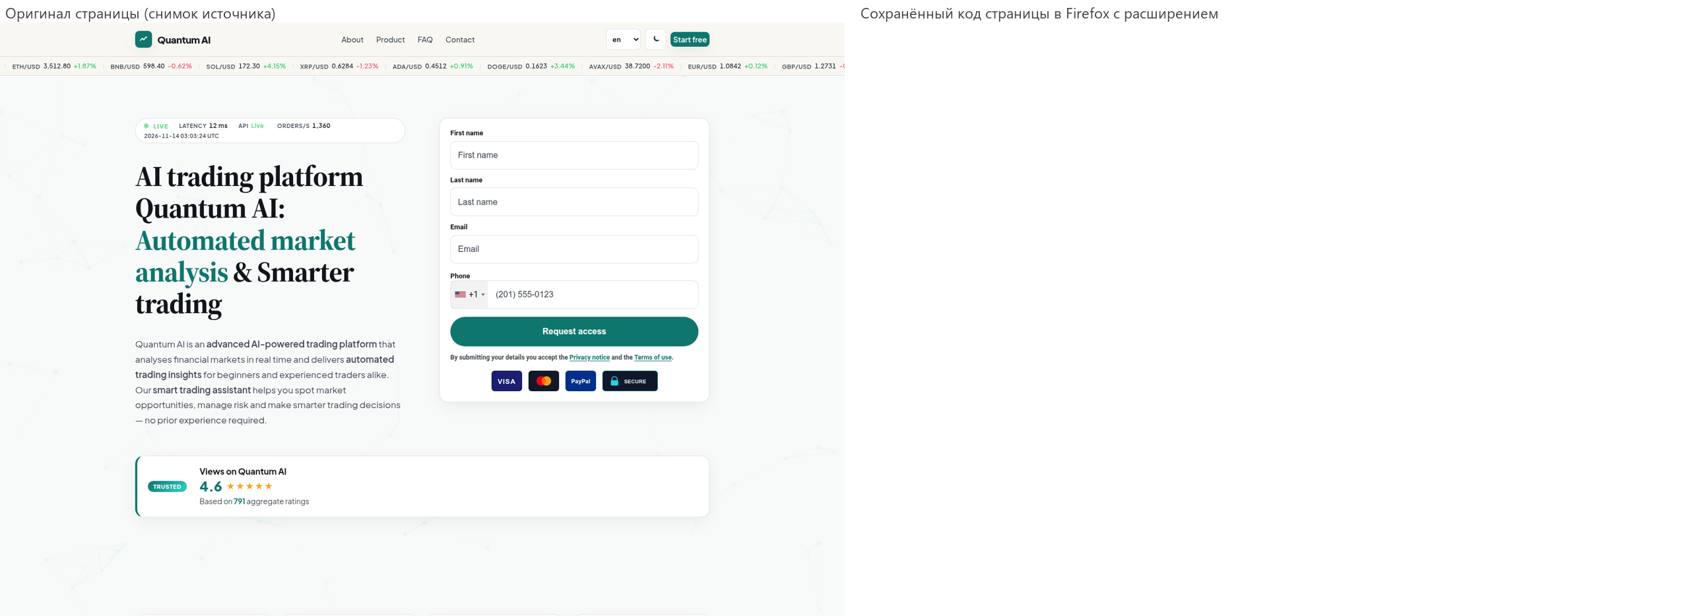 Оригинал страницы (снимок источника)
Сохранённый код страницы в Firefox с расширением
Quantum AI
About Product FAQ Contact
en
Start free
ETH/USD 3,512.80 +1.87% BNB/USD 598.40 -0.62% SOL/USD 172.30 +4.15% XRP/USD 0.6284 -1.23% ADA/USD 0.4512 +0.91% DOGE/USD 0.1623 +3.44% AVAX/USD 38.7200 -2.11% EUR/USD 1.0842 +0.12% GBP/USD 1.2731
LIVE LATENCY 12 ms API Live ORDERS/S 1,360
2026-11-14 03:03:24 UTC
AI trading platform
Quantum AI:
Automated market
analysis & Smarter
trading
Quantum AI is an advanced AI-powered trading platform that
analyses financial markets in real time and delivers automated
trading insights for beginners and experienced traders alike.
Our smart trading assistant helps you spot market
opportunities, manage risk and make smarter trading decisions
— no prior experience required.
First name
First name
Last name
Last name
Email
Email
Phone
+1 (201) 555-0123
Request access
By submitting your details you accept the Privacy notice and the Terms of use.
VISA PayPal SECURE
TRUSTED
Views on Quantum AI
4.6 ★★★★★
Based on 791 aggregate ratings